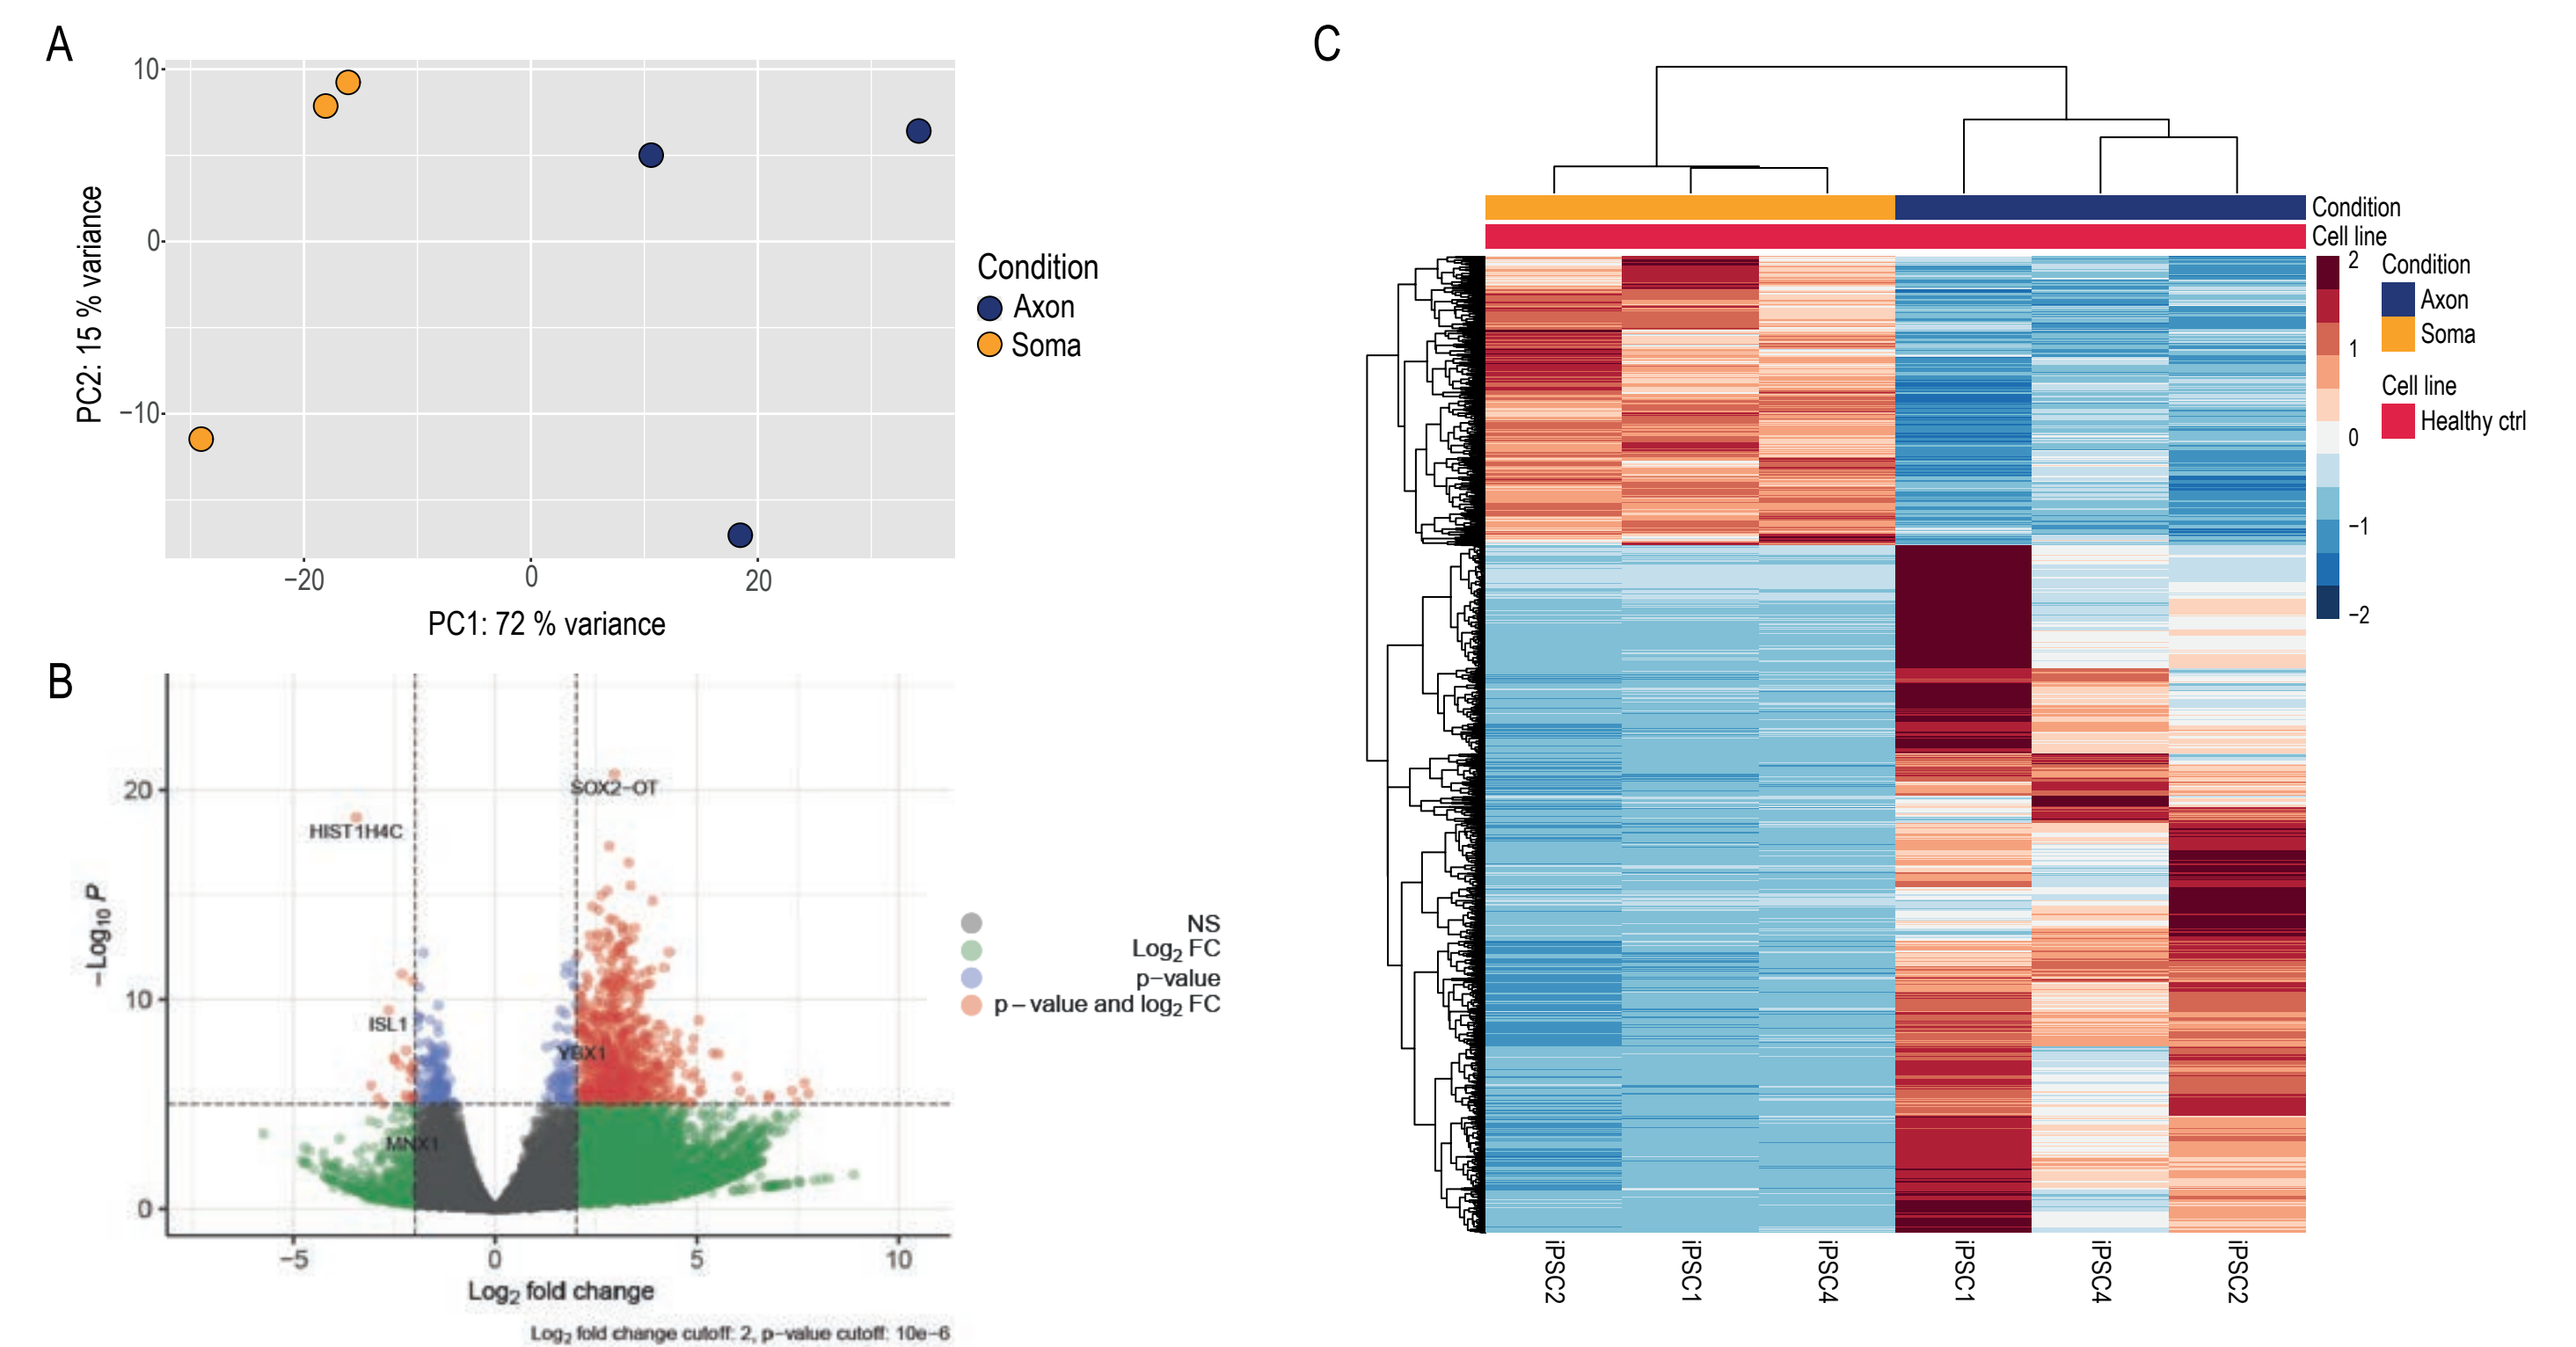 A
10
0
−10
−20
0
20
PC2: 15 % variance
PC1: 72 % variance
Condition
Axon
Soma
B
20
10
0
−5
0
5
10
−Log10 P
Log2 fold change
SOX2−OT
HIST1H4C
ISL1
YBX1
MNX1
NS
Log2 FC
p−value
p−value and log2 FC
Log2 fold change cutoff: 2, p−value cutoff: 10e−6
C
Condition
Cell line
2
1
0
−1
−2
Condition
Axon
Soma
Cell line
Healthy ctrl
iPSC2
iPSC1
iPSC4
iPSC1
iPSC4
iPSC2